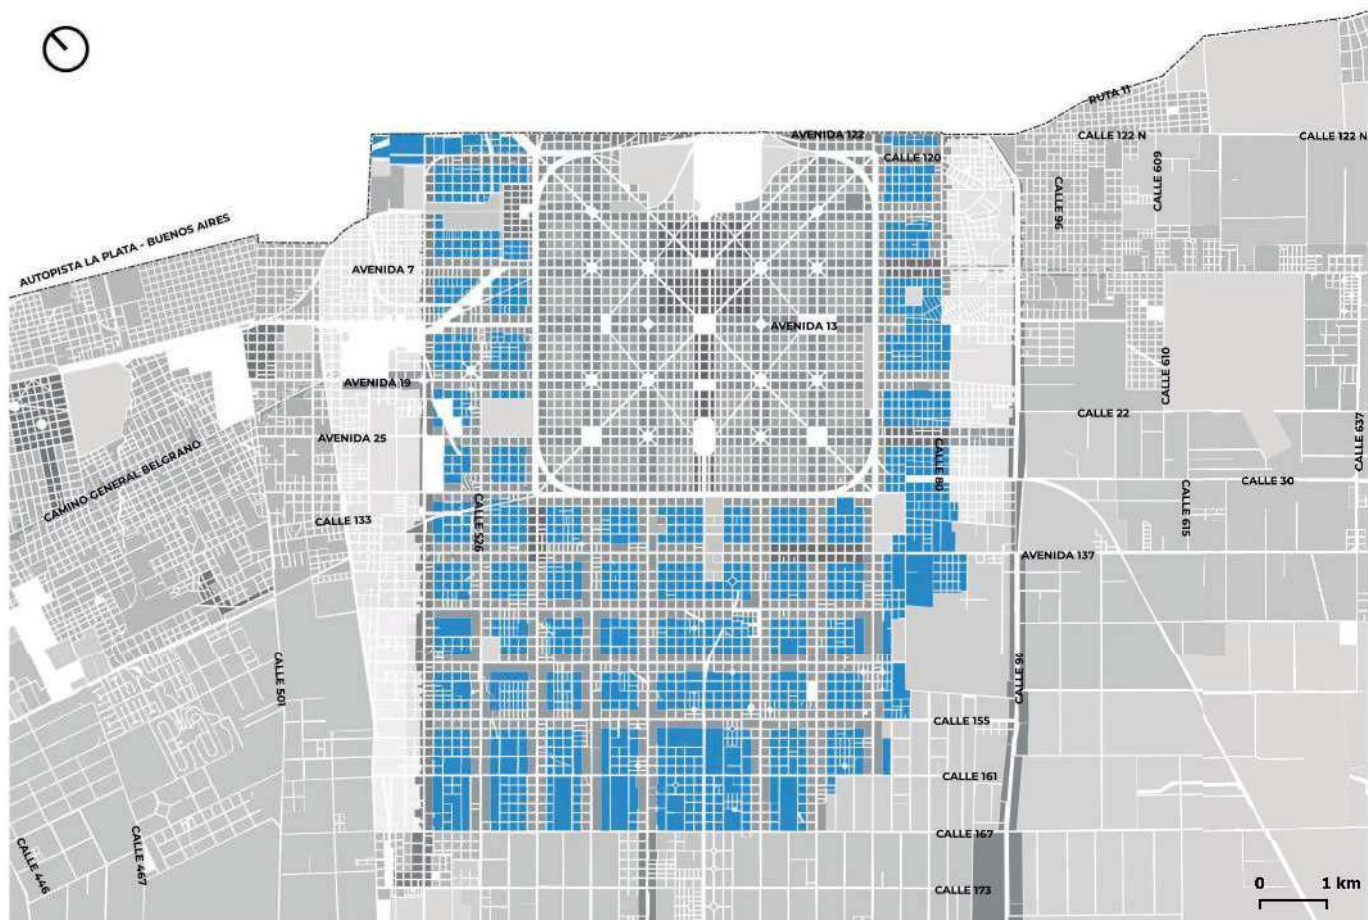 RUTA 11
AVENIDA 122
CALLE 122 N
CALLE 122 N
CALLE 120
CALLE 609
CALLE 96
AUTOPISTA LA PLATA - BUENOS AIRES
AVENIDA 7
AVENIDA 13
CALLE 610
AVENIDA 19
CALLE 22
AVENIDA 25
CALLE 637
CALLE 80
CAMINO GENERAL BELGRANO
CALLE 30
CALLE 615
CALLE 133
CALLE 526
AVENIDA 137
CALLE 501
CALLE 90
CALLE 155
CALLE 161
CALLE 167
CALLE 446
CALLE 467
CALLE 173
0 1 km